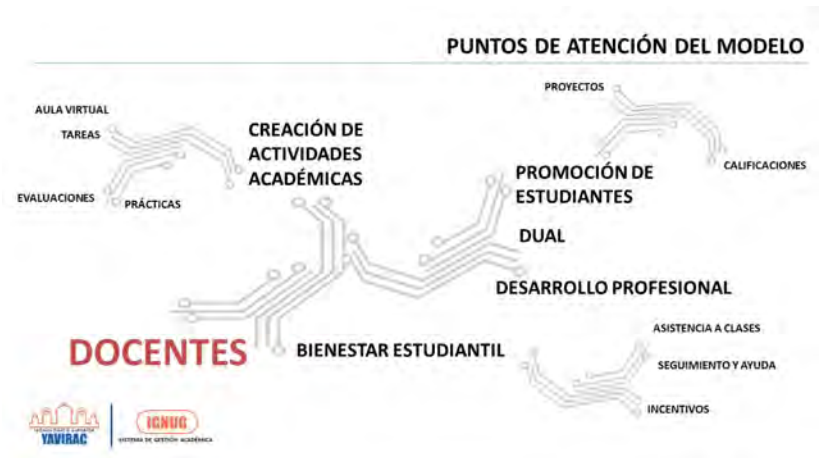 PUNTOS DE ATENCIÓN DEL MODELO
PROYECTOS
AULA VIRTUAL
TAREAS
CREACIÓN DE
ACTIVIDADES
ACADÉMICAS
CALIFICACIONES
PROMOCIÓN DE
ESTUDIANTES
EVALUACIONES
PRÁCTICAS
DUAL
DESARROLLO PROFESIONAL
DOCENTES
BIENESTAR ESTUDIANTIL
ASISTENCIA A CLASES
SEGUIMIENTO Y AYUDA
INCENTIVOS
YAVIRAC
IGNUG
SISTEMA DE GESTIÓN ACADÉMICA